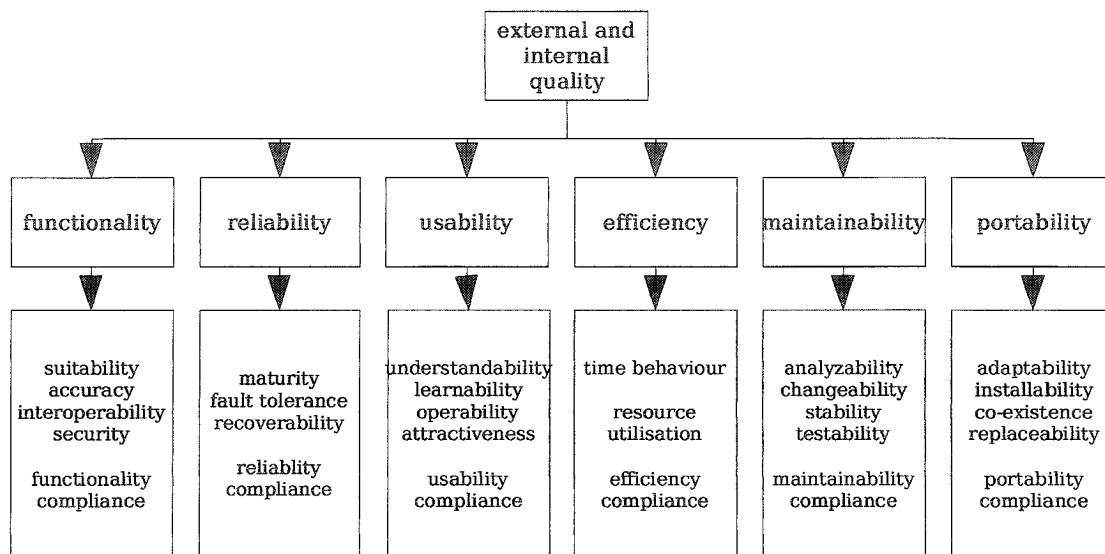 external and
internal
quality
functionality
reliability
usability
efficiency
maintainability
portability
suitability
accuracy
interoperability
security
functionality
compliance
maturity
fault tolerance
recoverability
reliablity
compliance
understandability
learnability
operability
attractiveness
usability
compliance
time behaviour
resource
utilisation
efficiency
compliance
analyzability
changeability
stability
testability
maintainability
compliance
adaptability
installability
co-existence
replaceability
portability
compliance